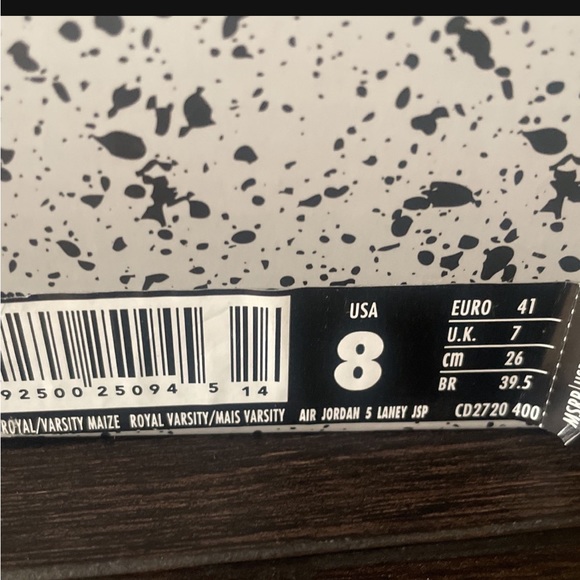 USA
8
EURO 41
U.K. 7
cm 26
BR 39.5
92500 25094 5 14
ROYAL/VARSITY MAIZE ROYAL VARSITY/MAIS VARSITY AIR JORDAN 5 LANEY JSP CD2720 400